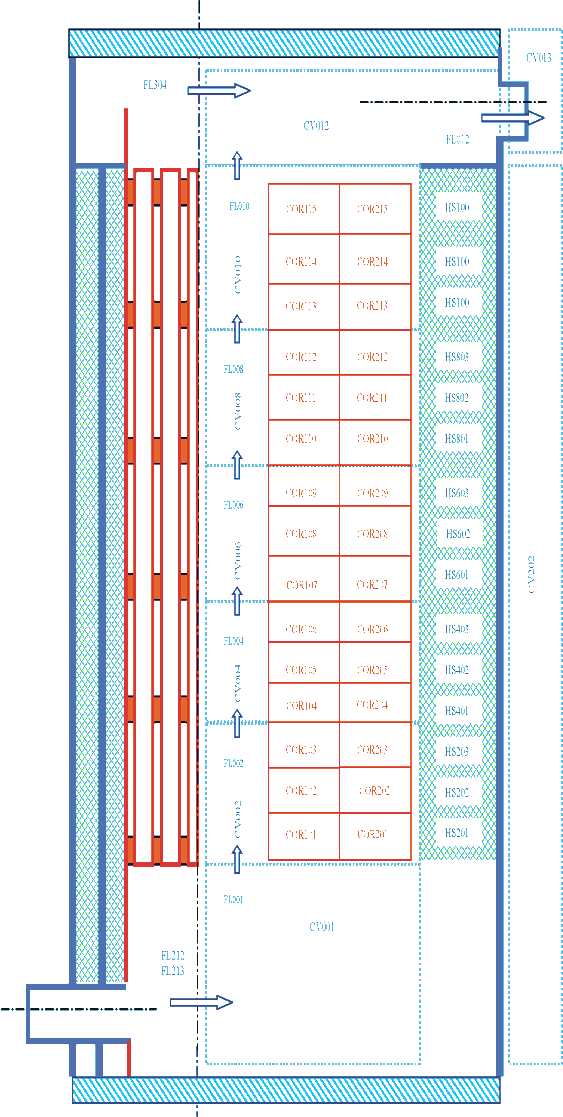 CV013
FL304
CV012
FL012
FL010
COR115 COR215 HS100
CV010
COR114 COR214 HS100
COR113 COR213 HS100
FL008
COR112 COR212 HS803
CV008
COR111 COR211 HS802
COR110 COR210 HS801
FL006
COR109 COR209 HS603
CV006
COR108 COR208 HS602
COR107 COR207 HS601
CV202
FL004
COR106 COR206 HS403
CV004
COR105 COR205 HS402
COR104 COR204 HS401
FL002
COR103 COR203 HS203
CV002
COR102 COR202 HS202
COR101 COR201 HS201
FL001
CV001
FL212
FL213